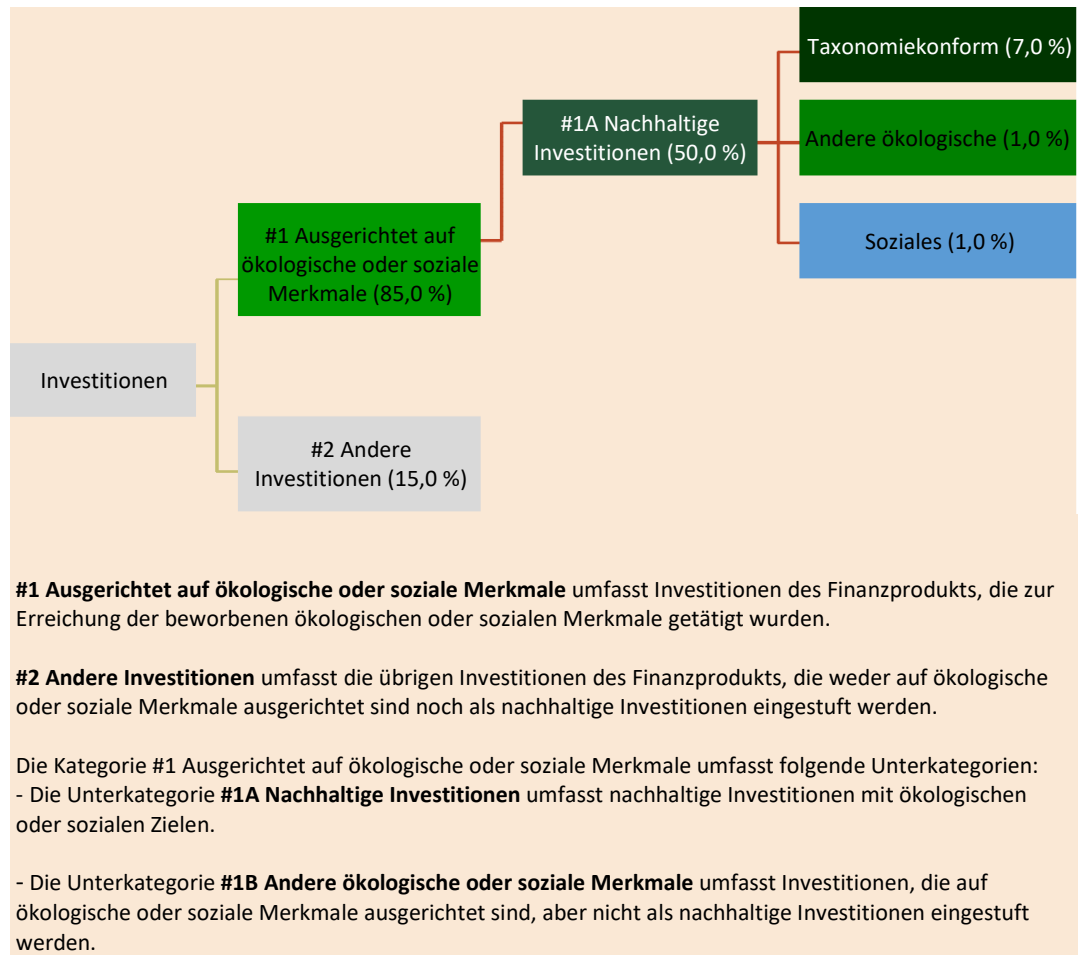 Taxonomiekonform (7,0 %)
#1A Nachhaltige
Investitionen (50,0 %)
Andere ökologische (1,0 %)
#1 Ausgerichtet auf
ökologische oder soziale
Merkmale (85,0 %)
Soziales (1,0 %)
Investitionen
#2 Andere
Investitionen (15,0 %)
#1 Ausgerichtet auf ökologische oder soziale Merkmale umfasst Investitionen des Finanzprodukts, die zur
Erreichung der beworbenen ökologischen oder sozialen Merkmale getätigt wurden.
#2 Andere Investitionen umfasst die übrigen Investitionen des Finanzprodukts, die weder auf ökologische
oder soziale Merkmale ausgerichtet sind noch als nachhaltige Investitionen eingestuft werden.
Die Kategorie #1 Ausgerichtet auf ökologische oder soziale Merkmale umfasst folgende Unterkategorien:
- Die Unterkategorie #1A Nachhaltige Investitionen umfasst nachhaltige Investitionen mit ökologischen
oder sozialen Zielen.
- Die Unterkategorie #1B Andere ökologische oder soziale Merkmale umfasst Investitionen, die auf
ökologische oder soziale Merkmale ausgerichtet sind, aber nicht als nachhaltige Investitionen eingestuft
werden.